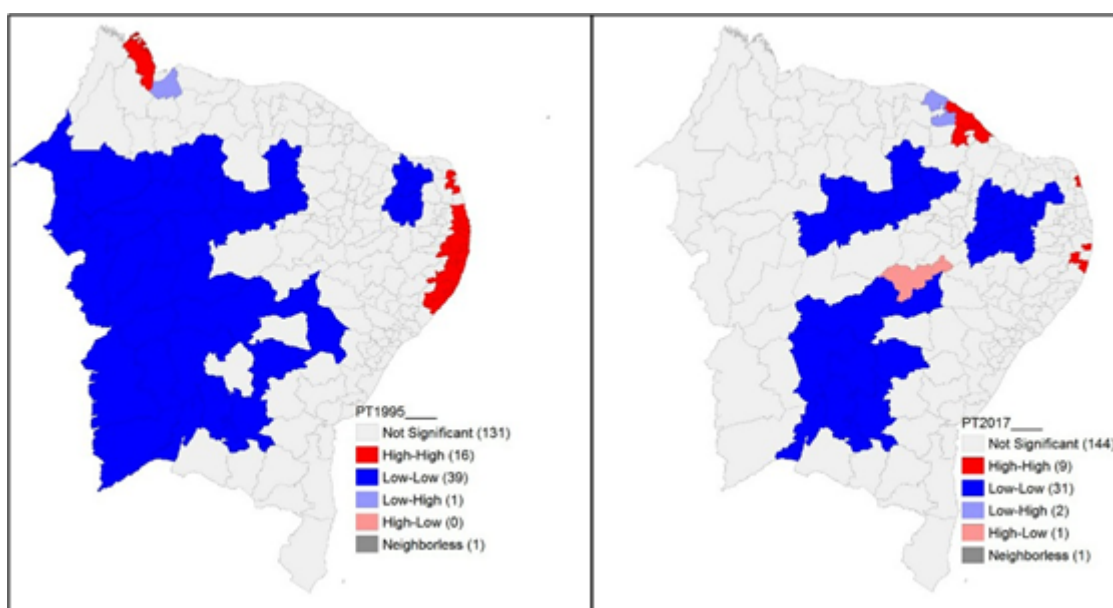 PT1995____
Not Significant (131)
High-High (16)
Low-Low (39)
Low-High (1)
High-Low (0)
Neighborless (1)
PT2017____
Not Significant (144)
High-High (9)
Low-Low (31)
Low-High (2)
High-Low (1)
Neighborless (1)